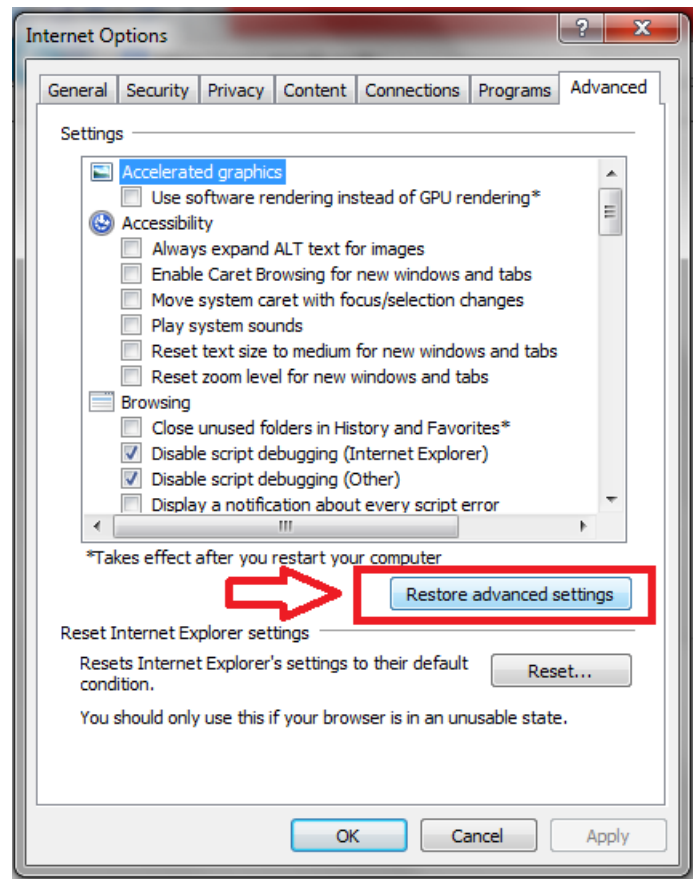 Internet Options
?
X
General Security Privacy Content Connections Programs Advanced
Settings
Accelerated graphics
Use software rendering instead of GPU rendering*
Accessibility
Always expand ALT text for images
Enable Caret Browsing for new windows and tabs
Move system caret with focus/selection changes
Play system sounds
Reset text size to medium for new windows and tabs
Reset zoom level for new windows and tabs
Browsing
Close unused folders in History and Favorites*
Disable script debugging (Internet Explorer)
Disable script debugging (Other)
Display a notification about every script error
*Takes effect after you restart your computer
Restore advanced settings
Reset Internet Explorer settings
Resets Internet Explorer's settings to their default
condition.
Reset...
You should only use this if your browser is in an unusable state.
OK Cancel Apply